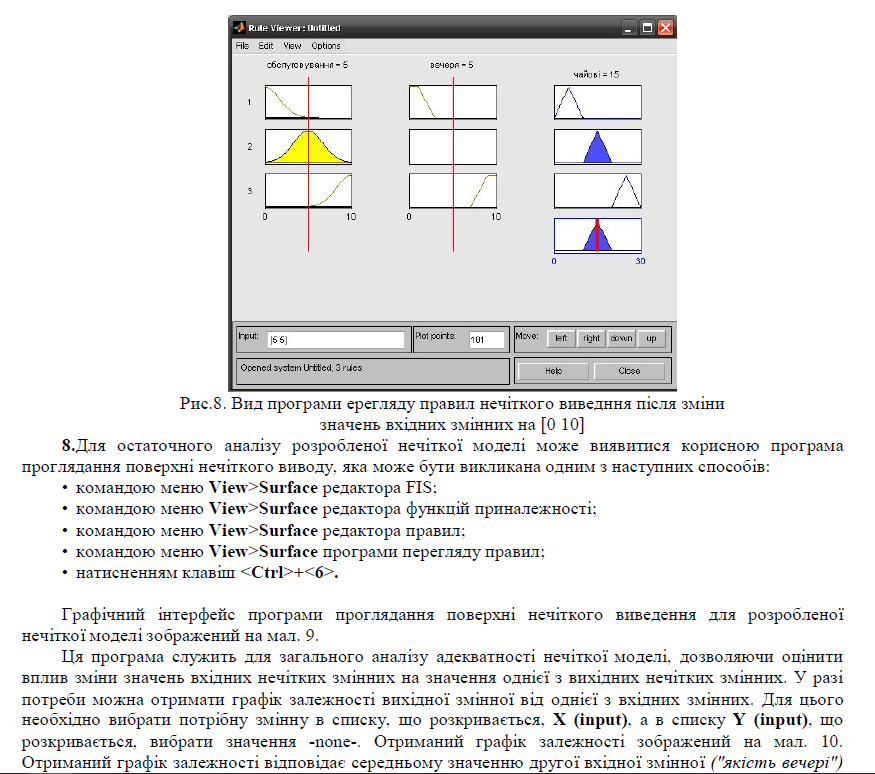 Rule Viewer: Untitled
File Edit View Options
обслуговування = 5
вечеря = 5
чайові = 15
1
2
3
0 10
0 10
0 30
Input: [5 5]
Plot points: 101
Move: left right down up
Opened system Untitled, 3 rules
Help Close
Рис.8. Вид програми ерегляду правил нечіткого виведння після зміни
значень вхідних змінних на [0 10]
8.Для остаточного аналізу розробленої нечіткої моделі може виявитися корисною програма
проглядання поверхні нечіткого виводу, яка може бути викликана одним з наступних способів:
• командою меню View>Surface редактора FIS;
• командою меню View>Surface редактора функцій приналежності;
• командою меню View>Surface редактора правил;
• командою меню View>Surface програми перегляду правил;
• натисненням клавіш <Ctrl>+<6>.
Графічний інтерфейс програми проглядання поверхні нечіткого виведення для розробленої
нечіткої моделі зображений на мал. 9.
Ця програма служить для загального аналізу адекватності нечіткої моделі, дозволяючи оцінити
вплив зміни значень вхідних нечітких змінних на значення однієї з вихідних нечітких змінних. У разі
потреби можна отримати графік залежності вихідної змінної від однієї з вхідних змінних. Для цього
необхідно вибрати потрібну змінну в списку, що розкривається, X (input), а в списку Y (input), що
розкривається, вибрати значення -none-. Отриманий графік залежності зображений на мал. 10.
Отриманий графік залежності відповідає середньому значенню другої вхідної змінної ("якість вечері")